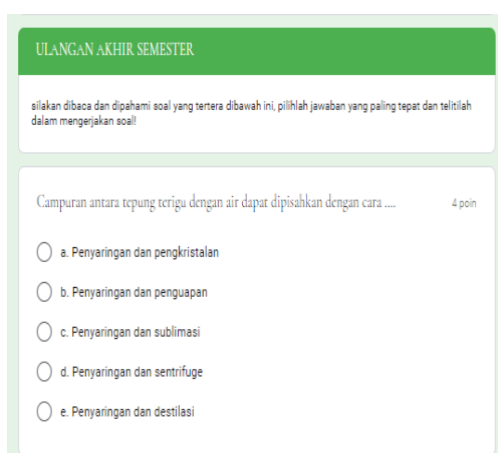 ULANGAN AKHIR SEMESTER
silakan dibaca dan dipahami soal yang tertera dibawah ini, pilihlah jawaban yang paling tepat dan telitilah
dalam mengerjakan soal!
Campuran antara tepung terigu dengan air dapat dipisahkan dengan cara .... 4 poin
a. Penyaringan dan pengkristalan
b. Penyaringan dan penguapan
c. Penyaringan dan sublimasi
d. Penyaringan dan sentrifuge
e. Penyaringan dan destilasi